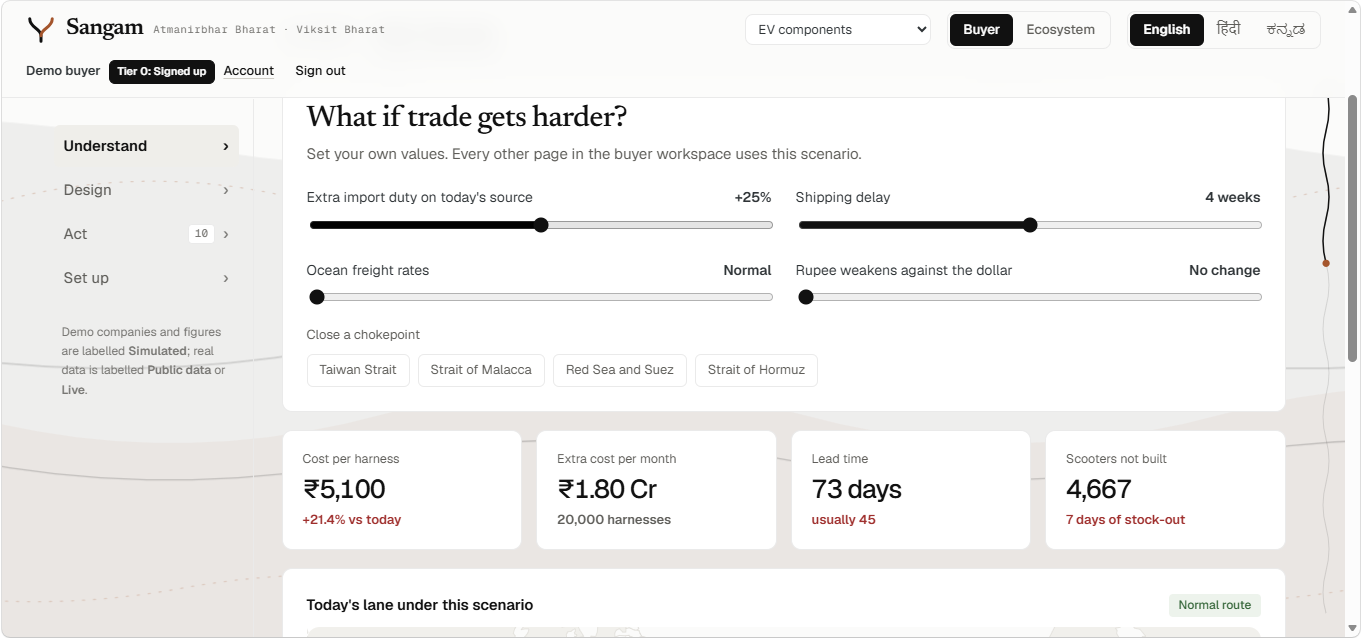 Sangam Atmanirbhar Bharat · Viksit Bharat
EV components
Buyer Ecosystem
English हिंदी ಕನ್ನಡ
Demo buyer Tier 0: Signed up Account Sign out
Understand
Design
Act 10
Set up
Demo companies and figures
are labelled Simulated; real
data is labelled Public data or
Live.
What if trade gets harder?
Set your own values. Every other page in the buyer workspace uses this scenario.
Extra import duty on today's source +25%
Shipping delay 4 weeks
Ocean freight rates Normal
Rupee weakens against the dollar No change
Close a chokepoint
Taiwan Strait Strait of Malacca Red Sea and Suez Strait of Hormuz
Cost per harness
₹5,100
+21.4% vs today
Extra cost per month
₹1.80 Cr
20,000 harnesses
Lead time
73 days
usually 45
Scooters not built
4,667
7 days of stock-out
Today's lane under this scenario Normal route